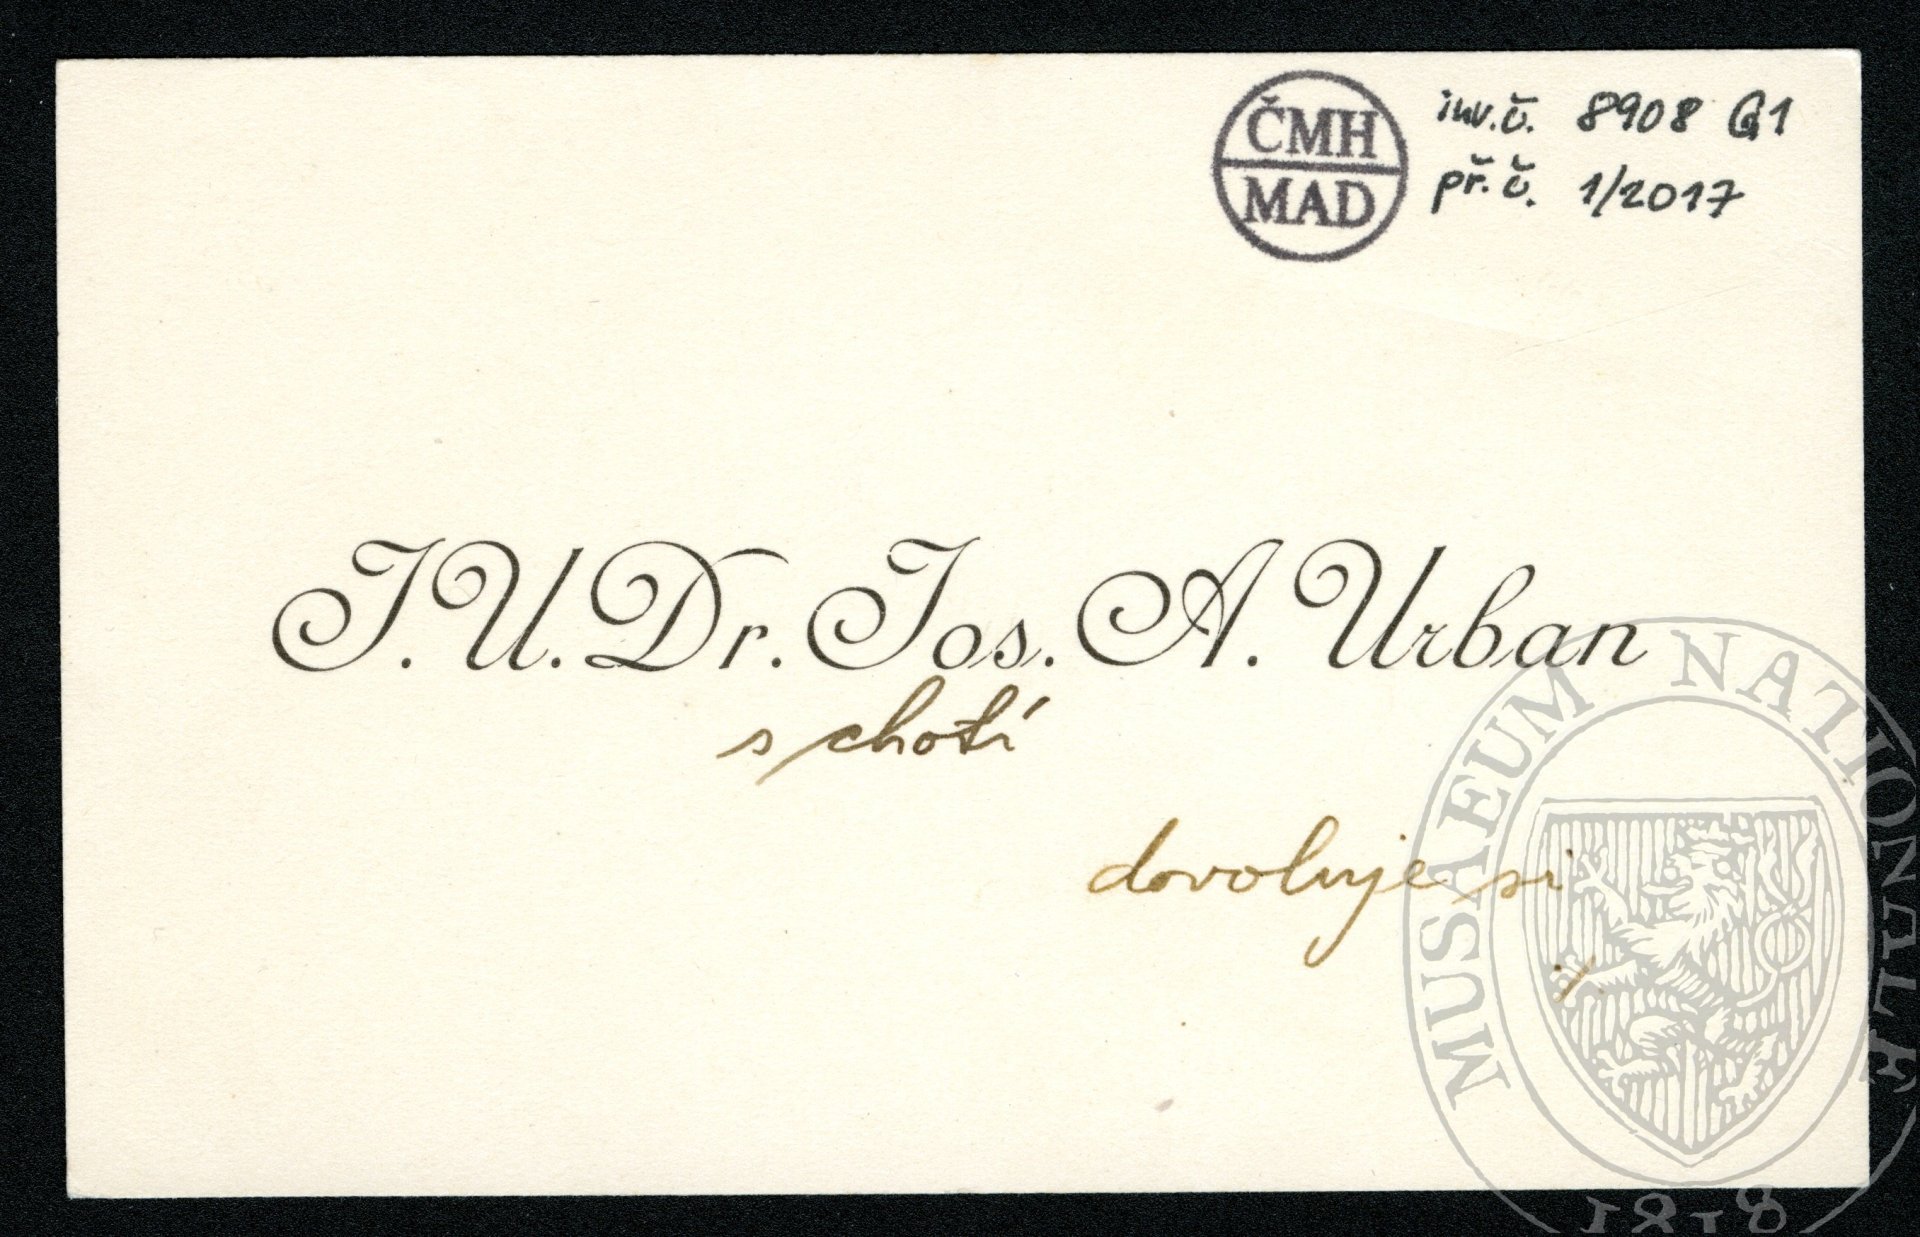 ČMH
MAD
inv.č. 8908 G1
př.č. 1/2017
J.U.Dr. Jos. A. Urban
s chotí
dovoluje si
./.
MUSAEUM NATIONALE
1818